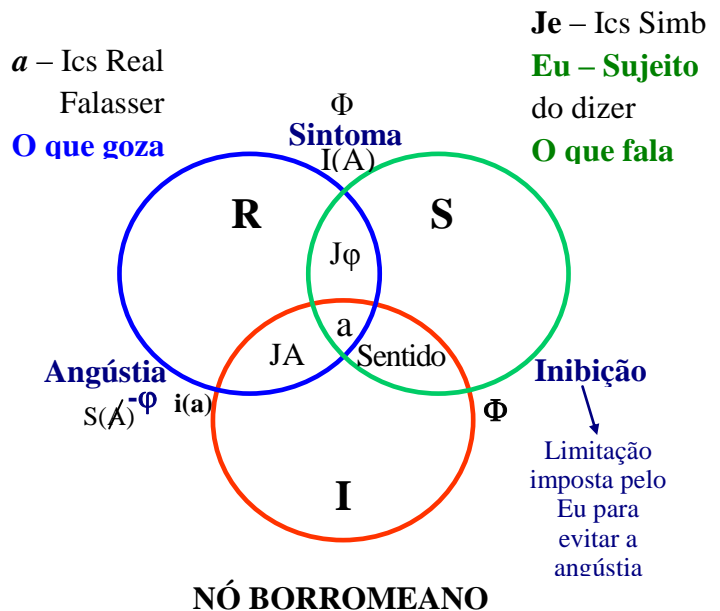 a – Ics Real
Falasser
O que goza
Φ
Sintoma
I(A)
Je – Ics Simb
Eu – Sujeito
do dizer
O que fala
R
S
Jφ
a
JA
Sentido
Angústia
S(Ⱥ) -φ
i(a)
Φ
Inibição
I
Limitação
imposta pelo
Eu para
evitar a
angústia
NÓ BORROMEANO